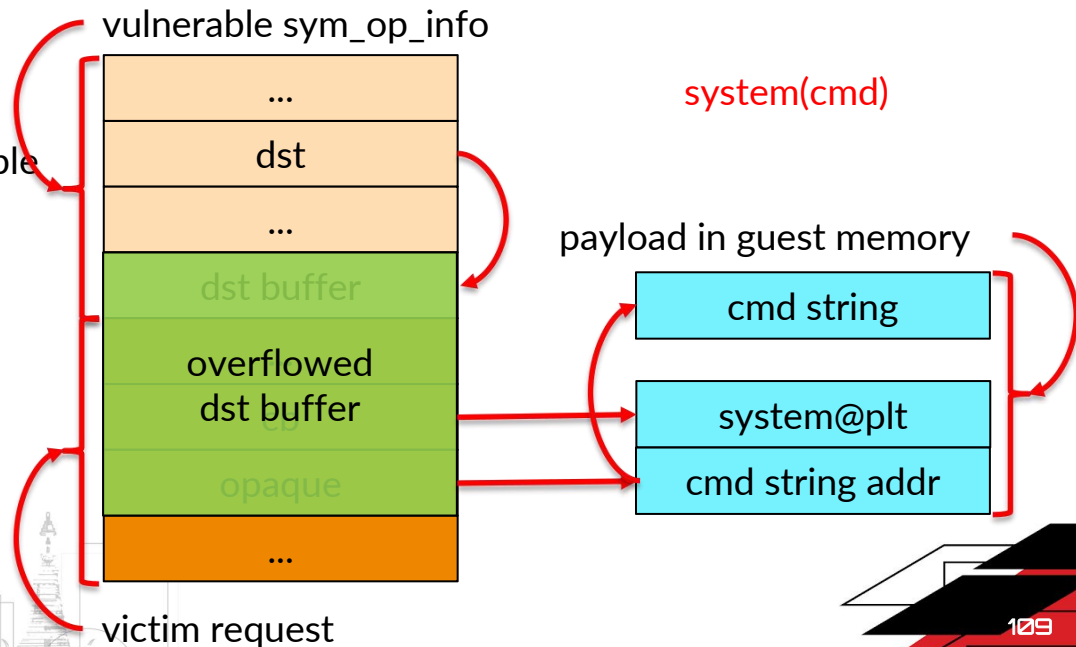 vulnerable sym_op_info
...
system(cmd)
dst
...
payload in guest memory
dst buffer
cmd string
overflowed
dst buffer
cb
system@plt
opaque
cmd string addr
...
victim request
109